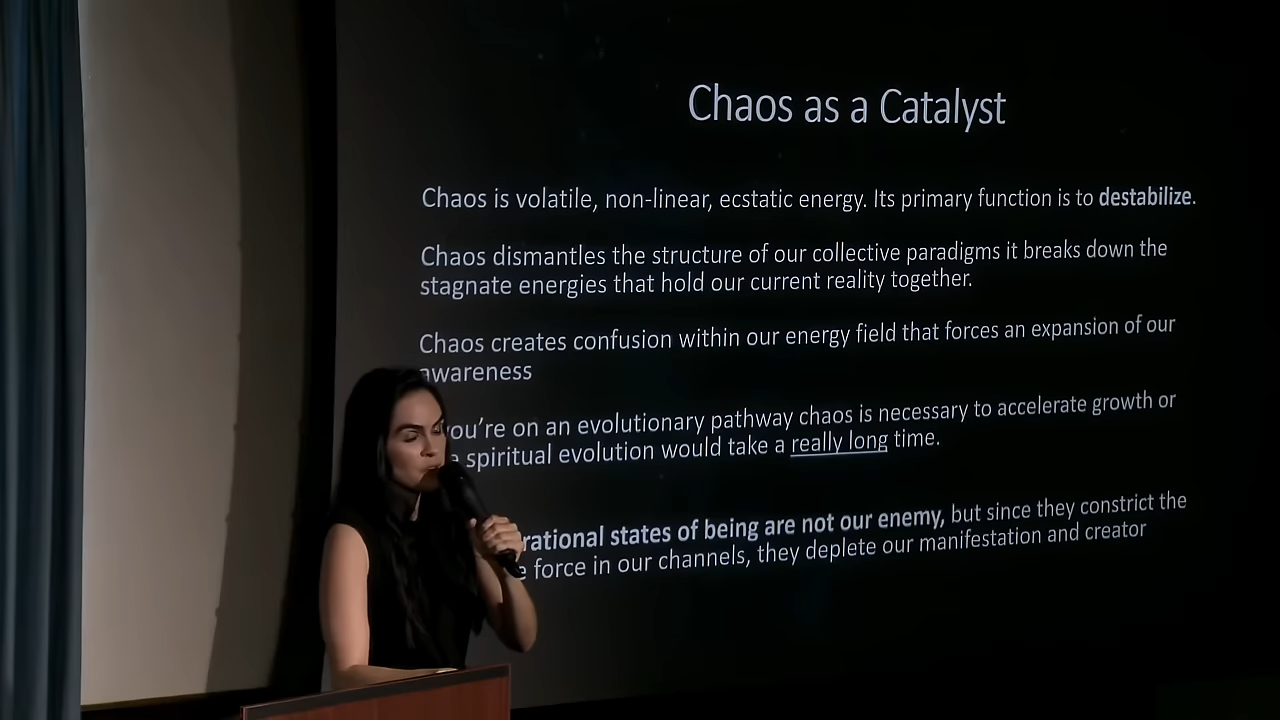 Chaos as a Catalyst
Chaos is volatile, non-linear, ecstatic energy. Its primary function is to destabilize.
Chaos dismantles the structure of our collective paradigms it breaks down the
stagnate energies that hold our current reality together.
Chaos creates confusion within our energy field that forces an expansion of our
awareness
you're on an evolutionary pathway chaos is necessary to accelerate growth or
spiritual evolution would take a really long time.
rational states of being are not our enemy, but since they constrict the
force in our channels, they deplete our manifestation and creator